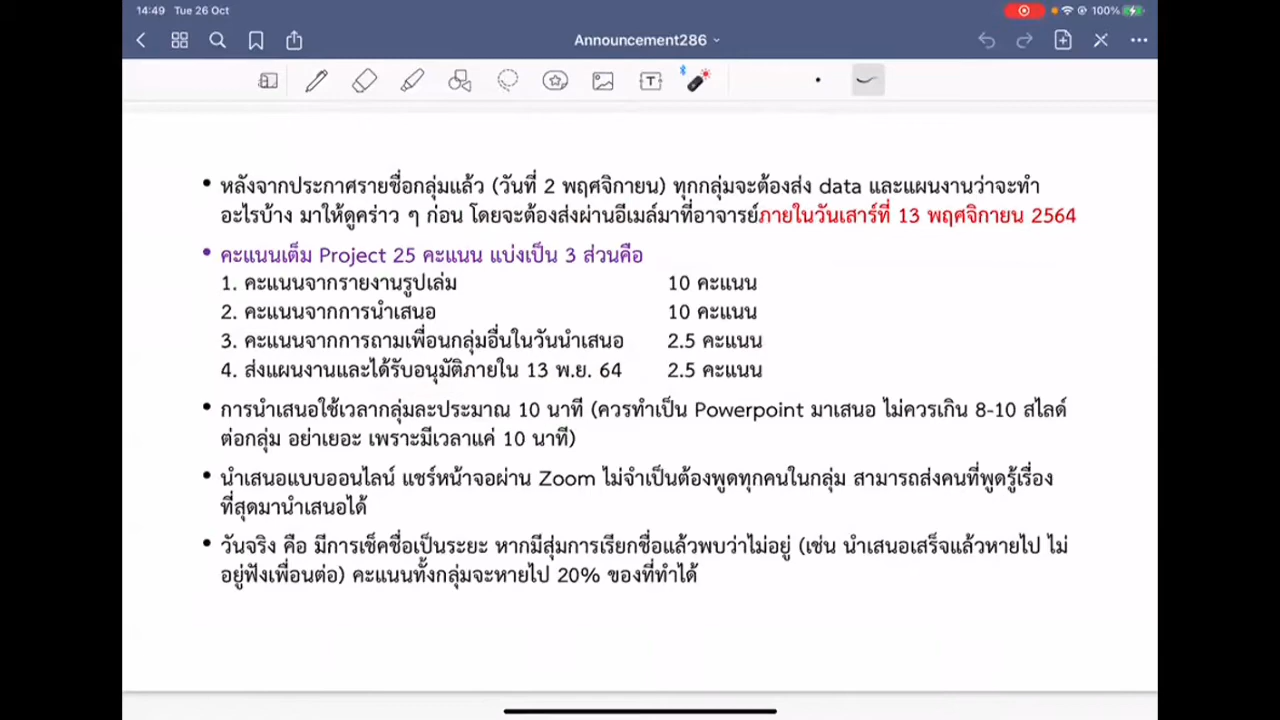 14:49 Tue 26 Oct
100%
Announcement286
• หลังจากประกาศรายชื่อกลุ่มแล้ว (วันที่ 2 พฤศจิกายน) ทุกกลุ่มจะต้องส่ง data และแผนงานว่าจะทำ
อะไรบ้าง มาให้ดูคร่าว ๆ ก่อน โดยจะต้องส่งผ่านอีเมล์มาที่อาจารย์ภายในวันเสาร์ที่ 13 พฤศจิกายน 2564
• คะแนนเต็ม Project 25 คะแนน แบ่งเป็น 3 ส่วนคือ
1. คะแนนจากรายงานรูปเล่ม 10 คะแนน
2. คะแนนจากการนำเสนอ 10 คะแนน
3. คะแนนจากการถามเพื่อนกลุ่มอื่นในวันนำเสนอ 2.5 คะแนน
4. ส่งแผนงานและได้รับอนุมัติภายใน 13 พ.ย. 64 2.5 คะแนน
• การนำเสนอใช้เวลากลุ่มละประมาณ 10 นาที (ควรทำเป็น Powerpoint มาเสนอ ไม่ควรเกิน 8-10 สไลด์
ต่อกลุ่ม อย่าเยอะ เพราะมีเวลาแค่ 10 นาที)
• นำเสนอแบบออนไลน์ แชร์หน้าจอผ่าน Zoom ไม่จำเป็นต้องพูดทุกคนในกลุ่ม สามารถส่งคนที่พูดรู้เรื่อง
ที่สุดมานำเสนอได้
• วันจริง คือ มีการเช็คชื่อเป็นระยะ หากมีสุ่มการเรียกชื่อแล้วพบว่าไม่อยู่ (เช่น นำเสนอเสร็จแล้วหายไป ไม่
อยู่ฟังเพื่อนต่อ) คะแนนทั้งกลุ่มจะหายไป 20% ของที่ทำได้